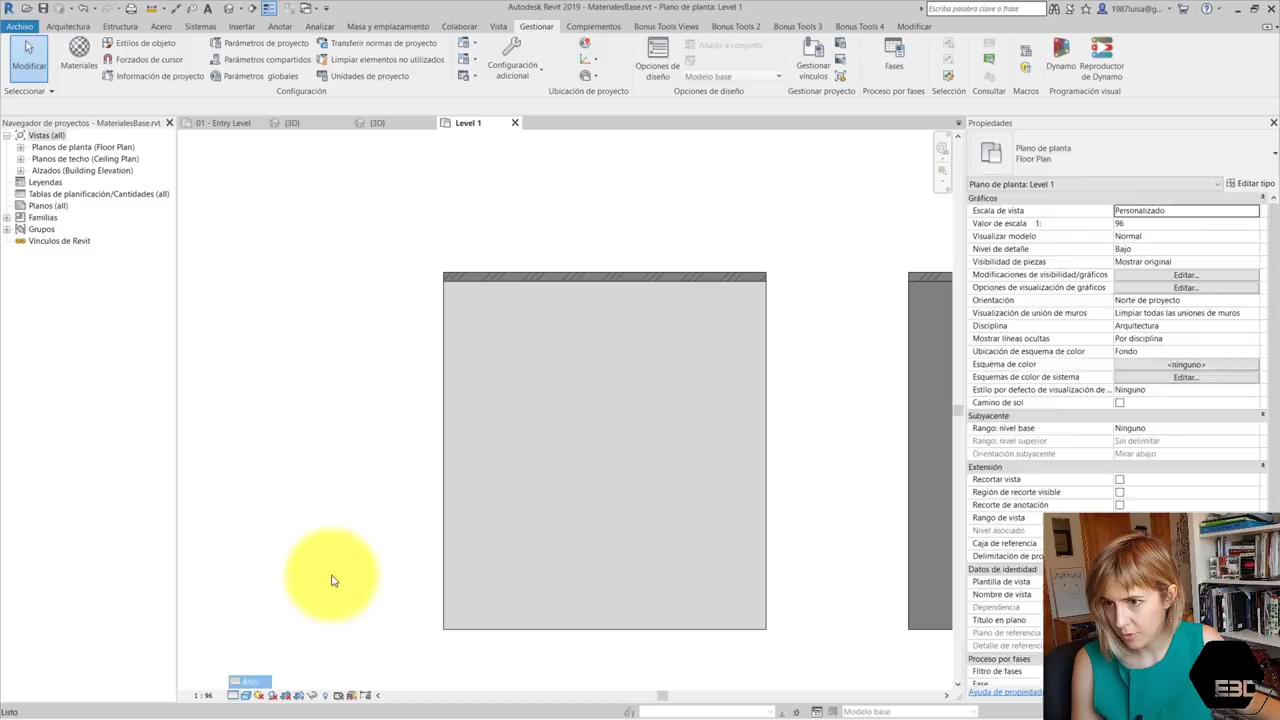 Autodesk Revit 2019 - MaterialesBase.rvt - Plano de planta: Level 1
Escriba palabra clave o frase
1987luisa@g...
Archivo
Arquitectura
Estructura
Acero
Sistemas
Insertar
Anotar
Analizar
Masa y emplazamiento
Vista
Gestionar
Complementos
Bonus Tools Views
Bonus Tools 2
Bonus Tools 3
Bonus Tools 4
Modificar
Modificar
Materiales
Estilos de objeto
Forzados de cursor
Información de proyecto
Parámetros de proyecto
Parámetros compartidos
Parámetros globales
Transferir normas de proyecto
Limpiar elementos no utilizados
Unidades de proyecto
Configuración adicional
Opciones de diseño
Añadir a conjunto
Modelo base
Gestionar vínculos
Fases
Dynamo
Reproductor de Dynamo
Seleccionar
Configuración
Ubicación de proyecto
Opciones de diseño
Gestionar proyecto
Proceso por fases
Selección
Consultar
Macros
Programación visual
Navegador de proyectos - MaterialesBase.rvt
01 - Entry Level
{3D}
{3D}
Level 1
Vistas (all)
Planos de planta (Floor Plan)
Planos de techo (Ceiling Plan)
Alzados (Building Elevation)
Leyendas
Tablas de planificación/Cantidades (all)
Planos (all)
Familias
Grupos
Vínculos de Revit
Propiedades
Plano de planta
Floor Plan
Plano de planta: Level 1
Editar tipo
Gráficos
Escala de vista Personalizado
Valor de escala 1: 96
Visualizar modelo Normal
Nivel de detalle Bajo
Visibilidad de piezas Mostrar original
Modificaciones de visibilidad/gráficos Editar...
Opciones de visualización de gráficos Editar...
Orientación Norte de proyecto
Visualización de unión de muros Limpiar todas las uniones de muros
Disciplina Arquitectura
Mostrar líneas ocultas Por disciplina
Ubicación de esquema de color Fondo
Esquema de color <ninguno>
Esquemas de color de sistema Editar...
Estilo por defecto de visualización de ... Ninguno
Camino de sol
Subyacente
Rango: nivel base Ninguno
Rango: nivel superior Sin delimitar
Orientación subyacente Mirar abajo
Extensión
Recortar vista
Región de recorte visible
Recorte de anotación
Rango de vista
Nivel asociado
Caja de referencia
Delimitación de pro
Datos de identidad
Plantilla de vista
Nombre de vista
Dependencia
Título en plano
Plano de referencia
Detalle de referenci
Proceso por fases
Filtro de fases
Fase
Ayuda de propiedad
1 : 96
Listo
:0
Modelo base
E3D